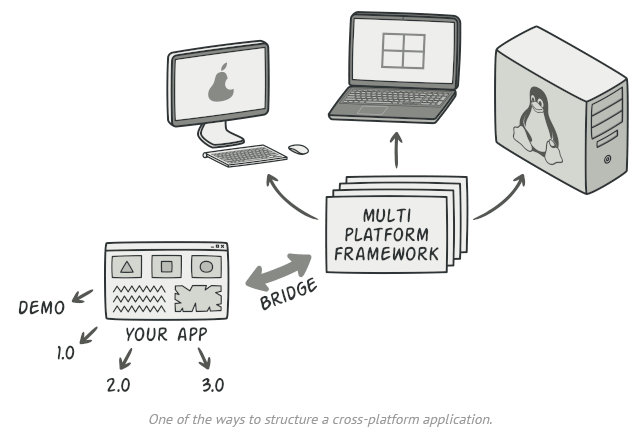 MULTI
PLATFORM
FRAMEWORK
BRIDGE
DEMO
YOUR APP
1.0
2.0
3.0
One of the ways to structure a cross-platform application.